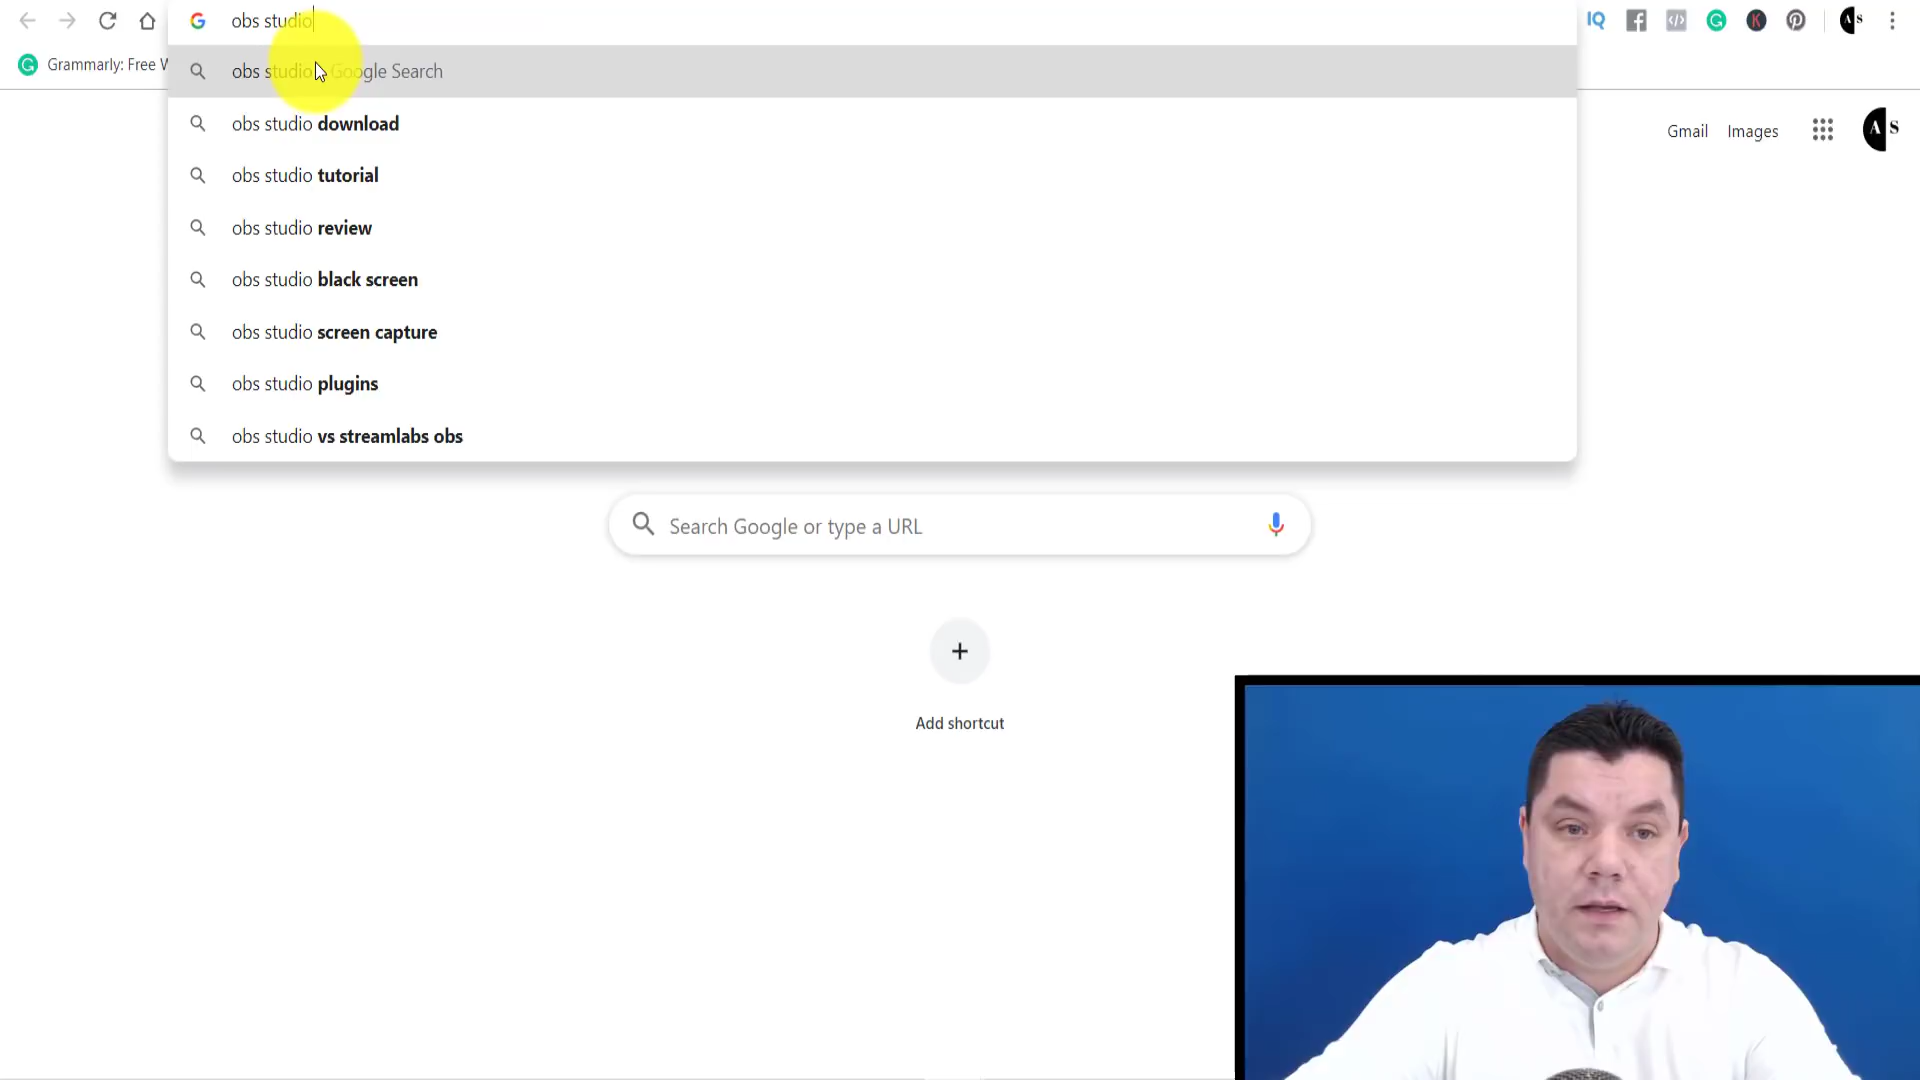 obs studio
Grammarly: Free W
obs studio Google Search
obs studio download
obs studio tutorial
obs studio review
obs studio black screen
obs studio screen capture
obs studio plugins
obs studio vs streamlabs obs
IQ
K
A S
Gmail Images
A S
Search Google or type a URL
Add shortcut